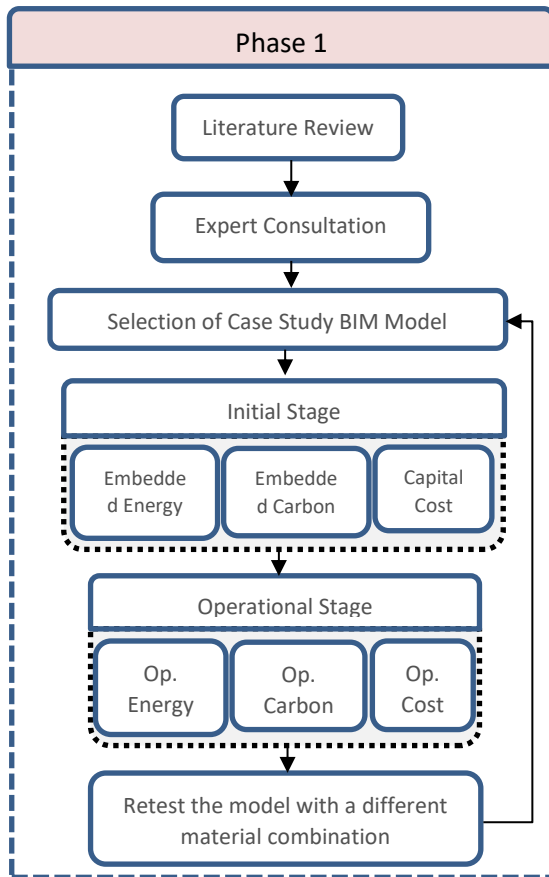 Phase 1
Literature Review
Expert Consultation
Selection of Case Study BIM Model
Initial Stage
Embedde
d Energy
Embedde
d Carbon
Capital
Cost
Operational Stage
Op.
Energy
Op.
Carbon
Op.
Cost
Retest the model with a different
material combination